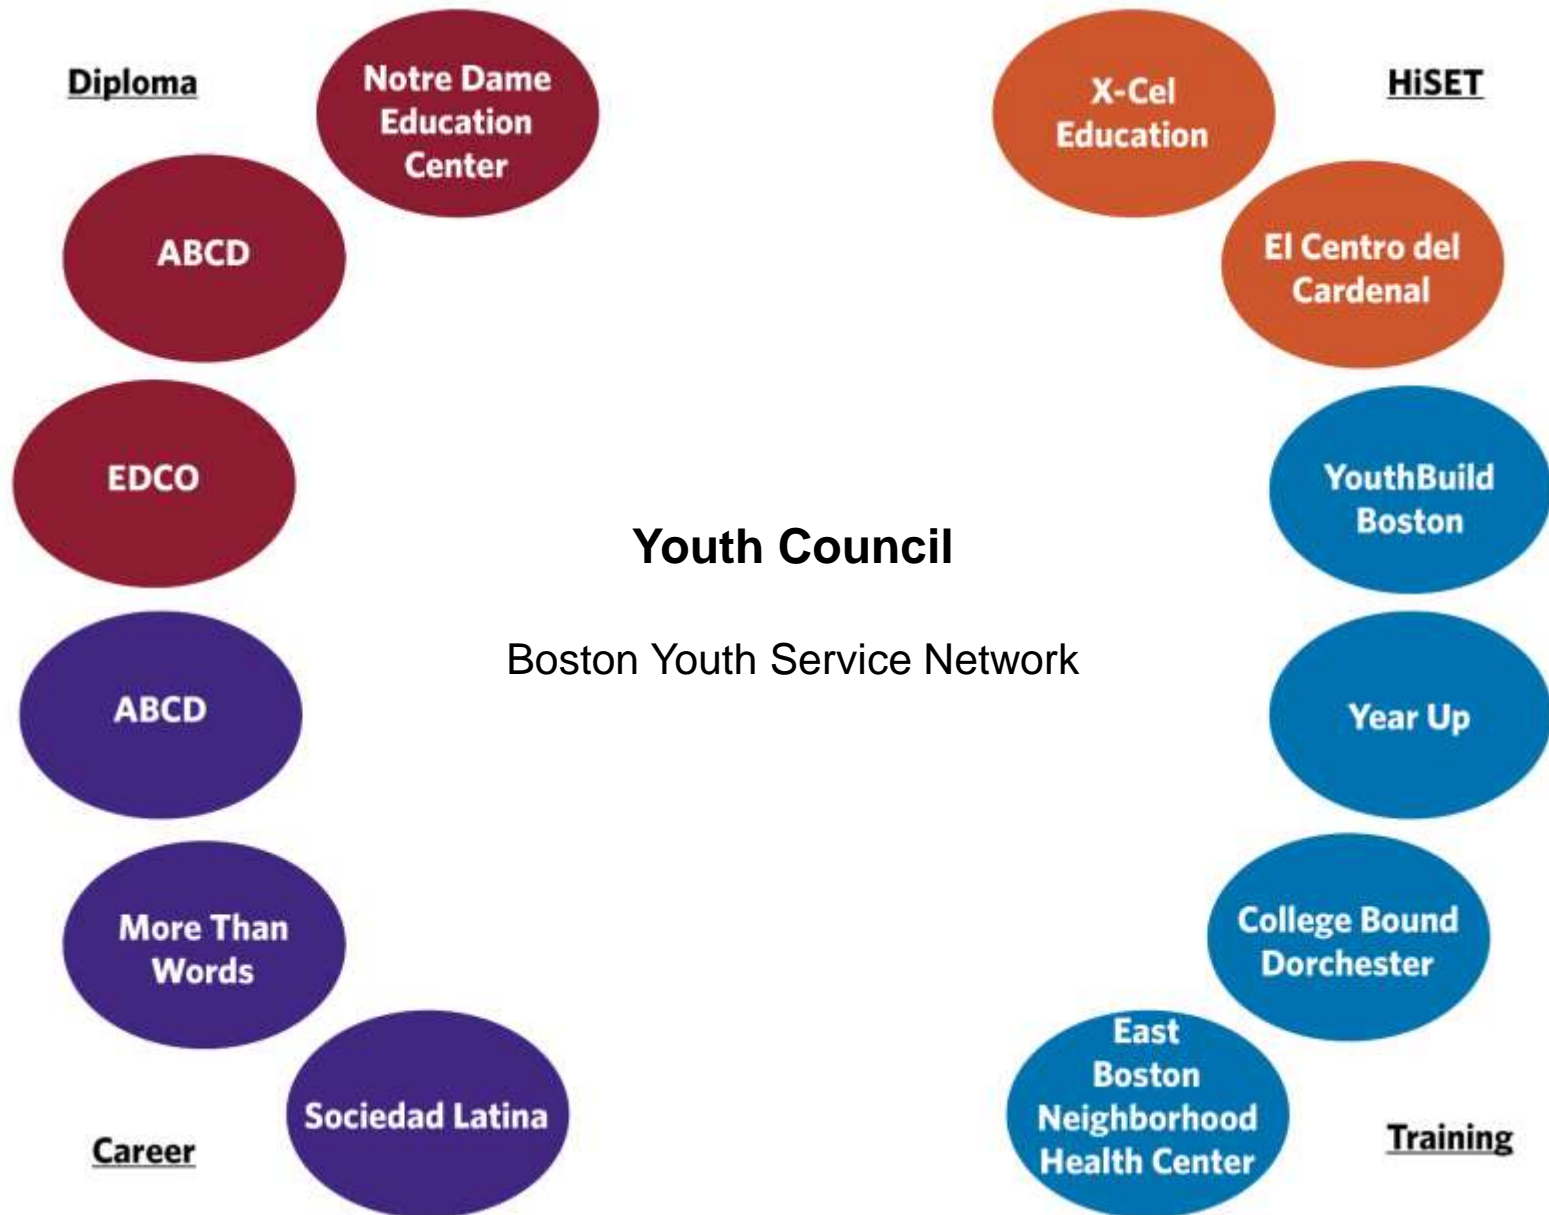 Diploma
Notre Dame
Education
Center
ABCD
EDCO
ABCD
More Than
Words
Sociedad Latina
Career
Youth Council
Boston Youth Service Network
X-Cel
Education
HiSET
El Centro del
Cardenal
YouthBuild
Boston
Year Up
College Bound
Dorchester
East
Boston
Neighborhood
Health Center
Training